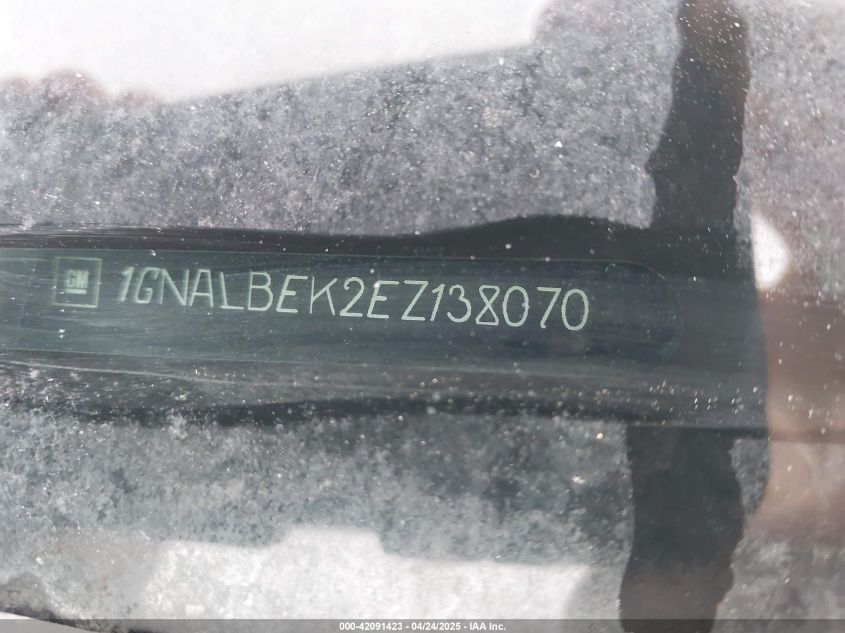 GM 1GNALBEK2EZ138070
000-42091423 - 04/24/2025 - IAA Inc.